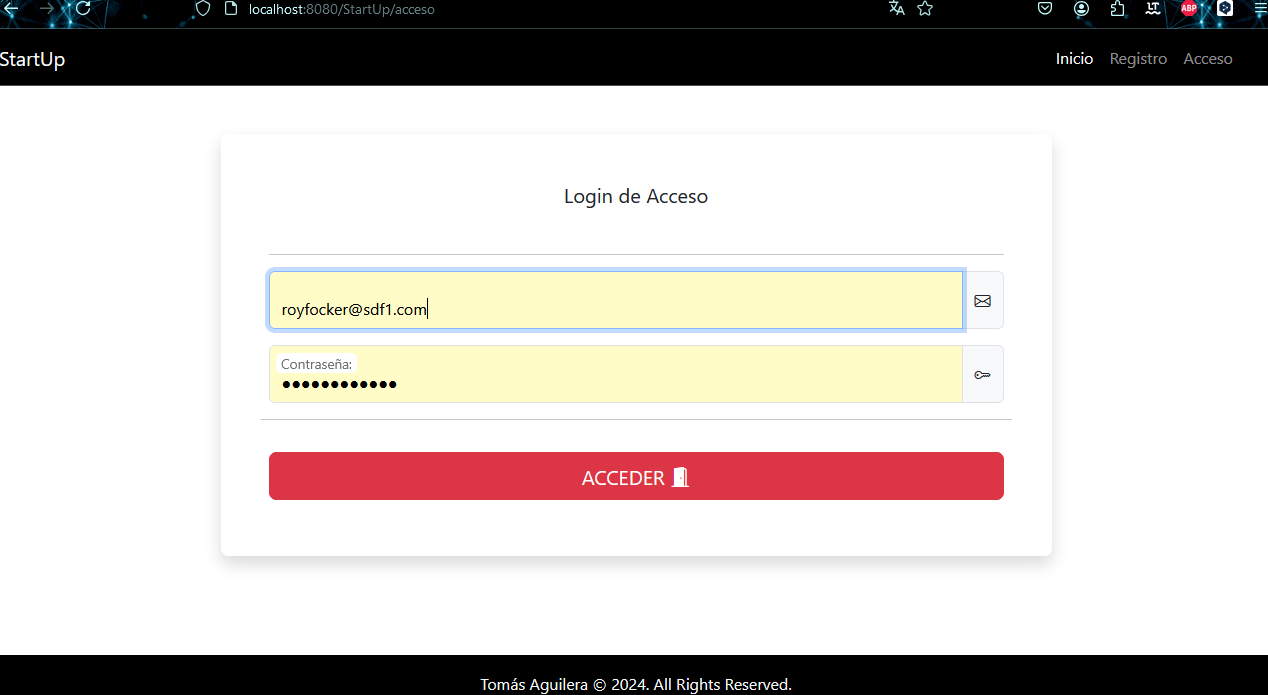 localhost:8080/StartUp/acceso
ABP
StartUp
Inicio Registro Acceso
Login de Acceso
royfocker@sdf1.com
Contraseña:
●●●●●●●●●●●●
ACCEDER
Tomás Aguilera © 2024. All Rights Reserved.